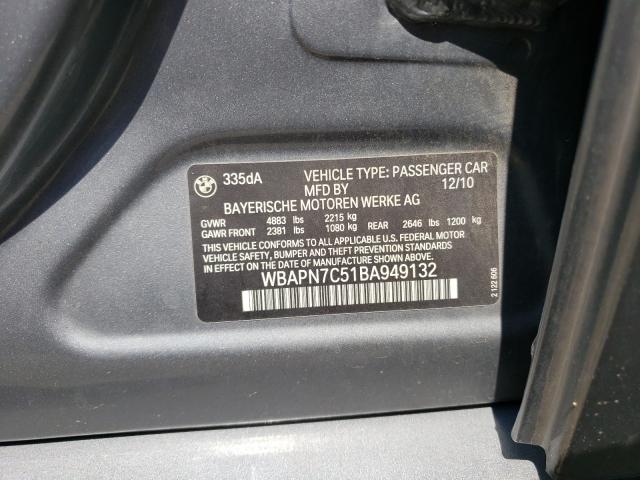 BMW
335dA VEHICLE TYPE: PASSENGER CAR
MFD BY 12/10
BAYERISCHE MOTOREN WERKE AG
GVWR 4883 lbs 2215 kg
GAWR FRONT 2381 lbs 1080 kg REAR 2646 lbs 1200 kg
THIS VEHICLE CONFORMS TO ALL APPLICABLE U.S. FEDERAL MOTOR
VEHICLE SAFETY, BUMPER AND THEFT PREVENTION STANDARDS
IN EFFECT ON THE DATE OF MANUFACTURE SHOWN ABOVE.
WBAPN7C51BA949132
2 122 606